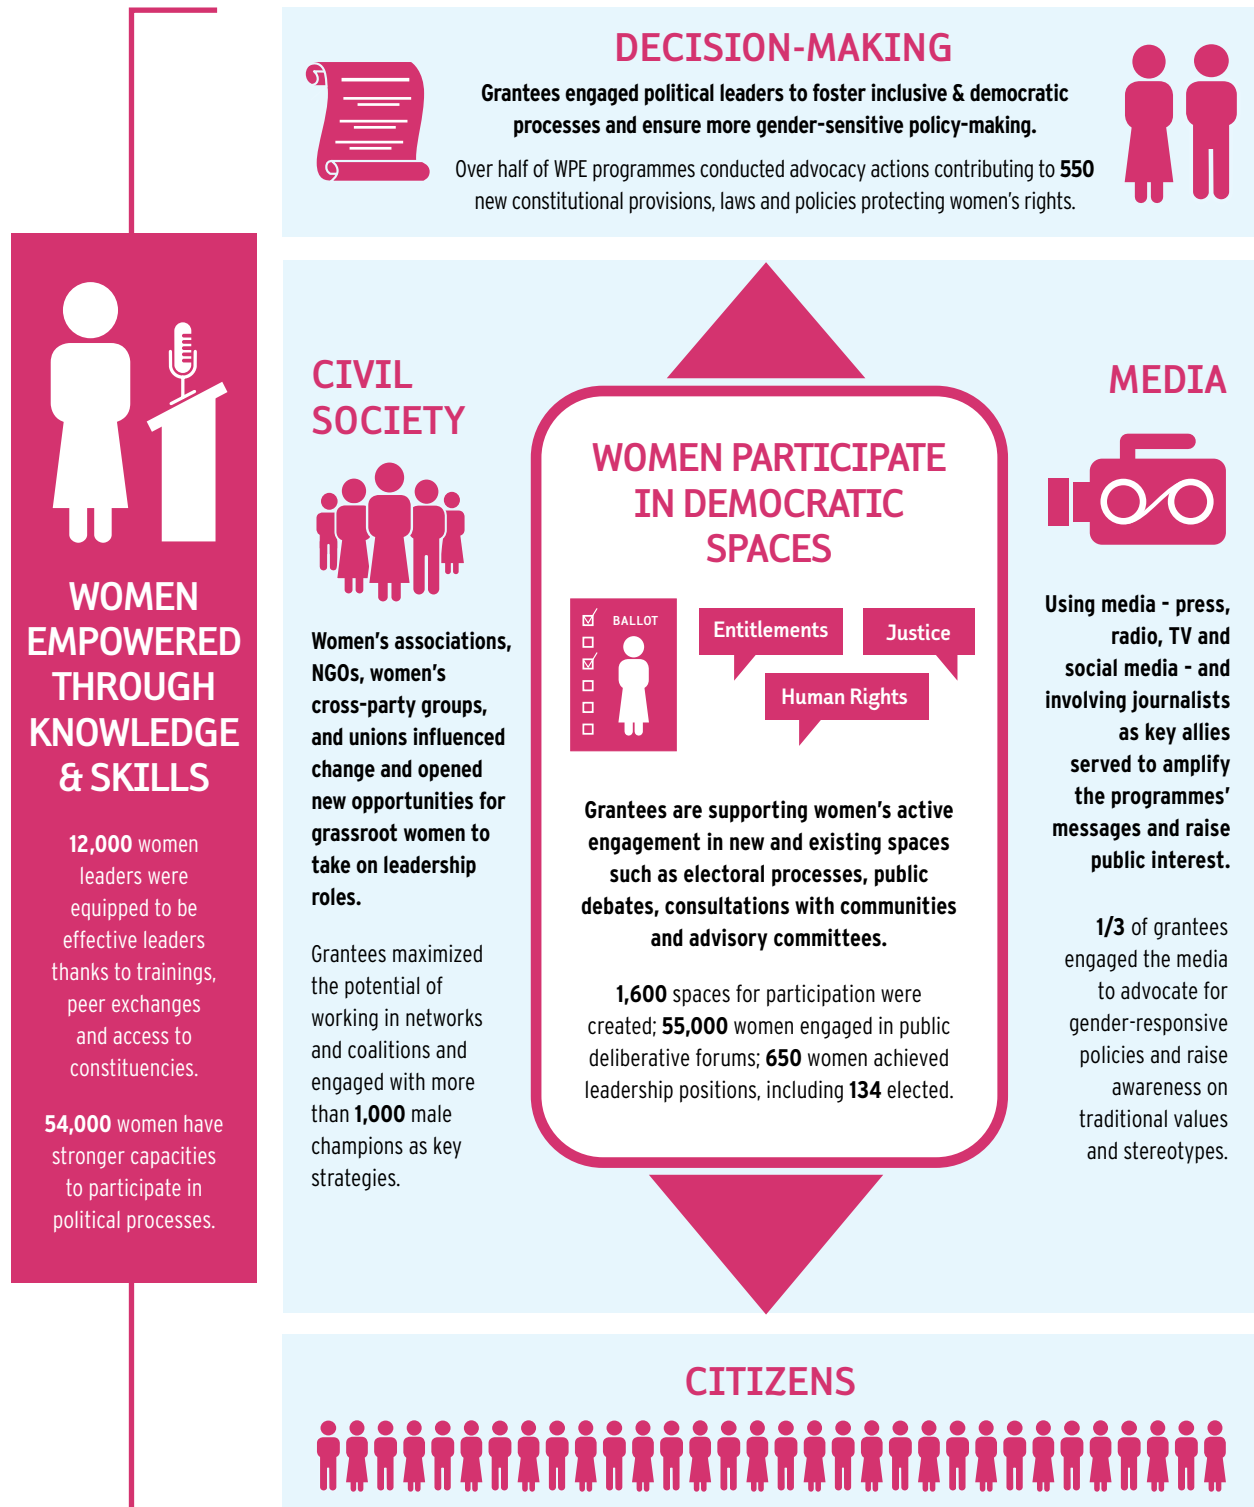 DECISION-MAKING
Grantees engaged political leaders to foster inclusive & democratic
processes and ensure more gender-sensitive policy-making.
Over half of WPE programmes conducted advocacy actions contributing to 550
new constitutional provisions, laws and policies protecting women's rights.
WOMEN
EMPOWERED
THROUGH
KNOWLEDGE
& SKILLS
12,000 women
leaders were
equipped to be
effective leaders
thanks to trainings,
peer exchanges
and access to
constituencies.
54,000 women have
stronger capacities
to participate in
political processes.
CIVIL
SOCIETY
Women's associations,
NGOs, women's
cross-party groups,
and unions influenced
change and opened
new opportunities for
grassroot women to
take on leadership
roles.
Grantees maximized
the potential of
working in networks
and coalitions and
engaged with more
than 1,000 male
champions as key
strategies.
WOMEN PARTICIPATE
IN DEMOCRATIC
SPACES
BALLOT
Entitlements
Justice
Human Rights
Grantees are supporting women's active
engagement in new and existing spaces
such as electoral processes, public
debates, consultations with communities
and advisory committees.
1,600 spaces for participation were
created; 55,000 women engaged in public
deliberative forums; 650 women achieved
leadership positions, including 134 elected.
MEDIA
Using media - press,
radio, TV and
social media - and
involving journalists
as key allies
served to amplify
the programmes'
messages and raise
public interest.
1/3 of grantees
engaged the media
to advocate for
gender-responsive
policies and raise
awareness on
traditional values
and stereotypes.
CITIZENS